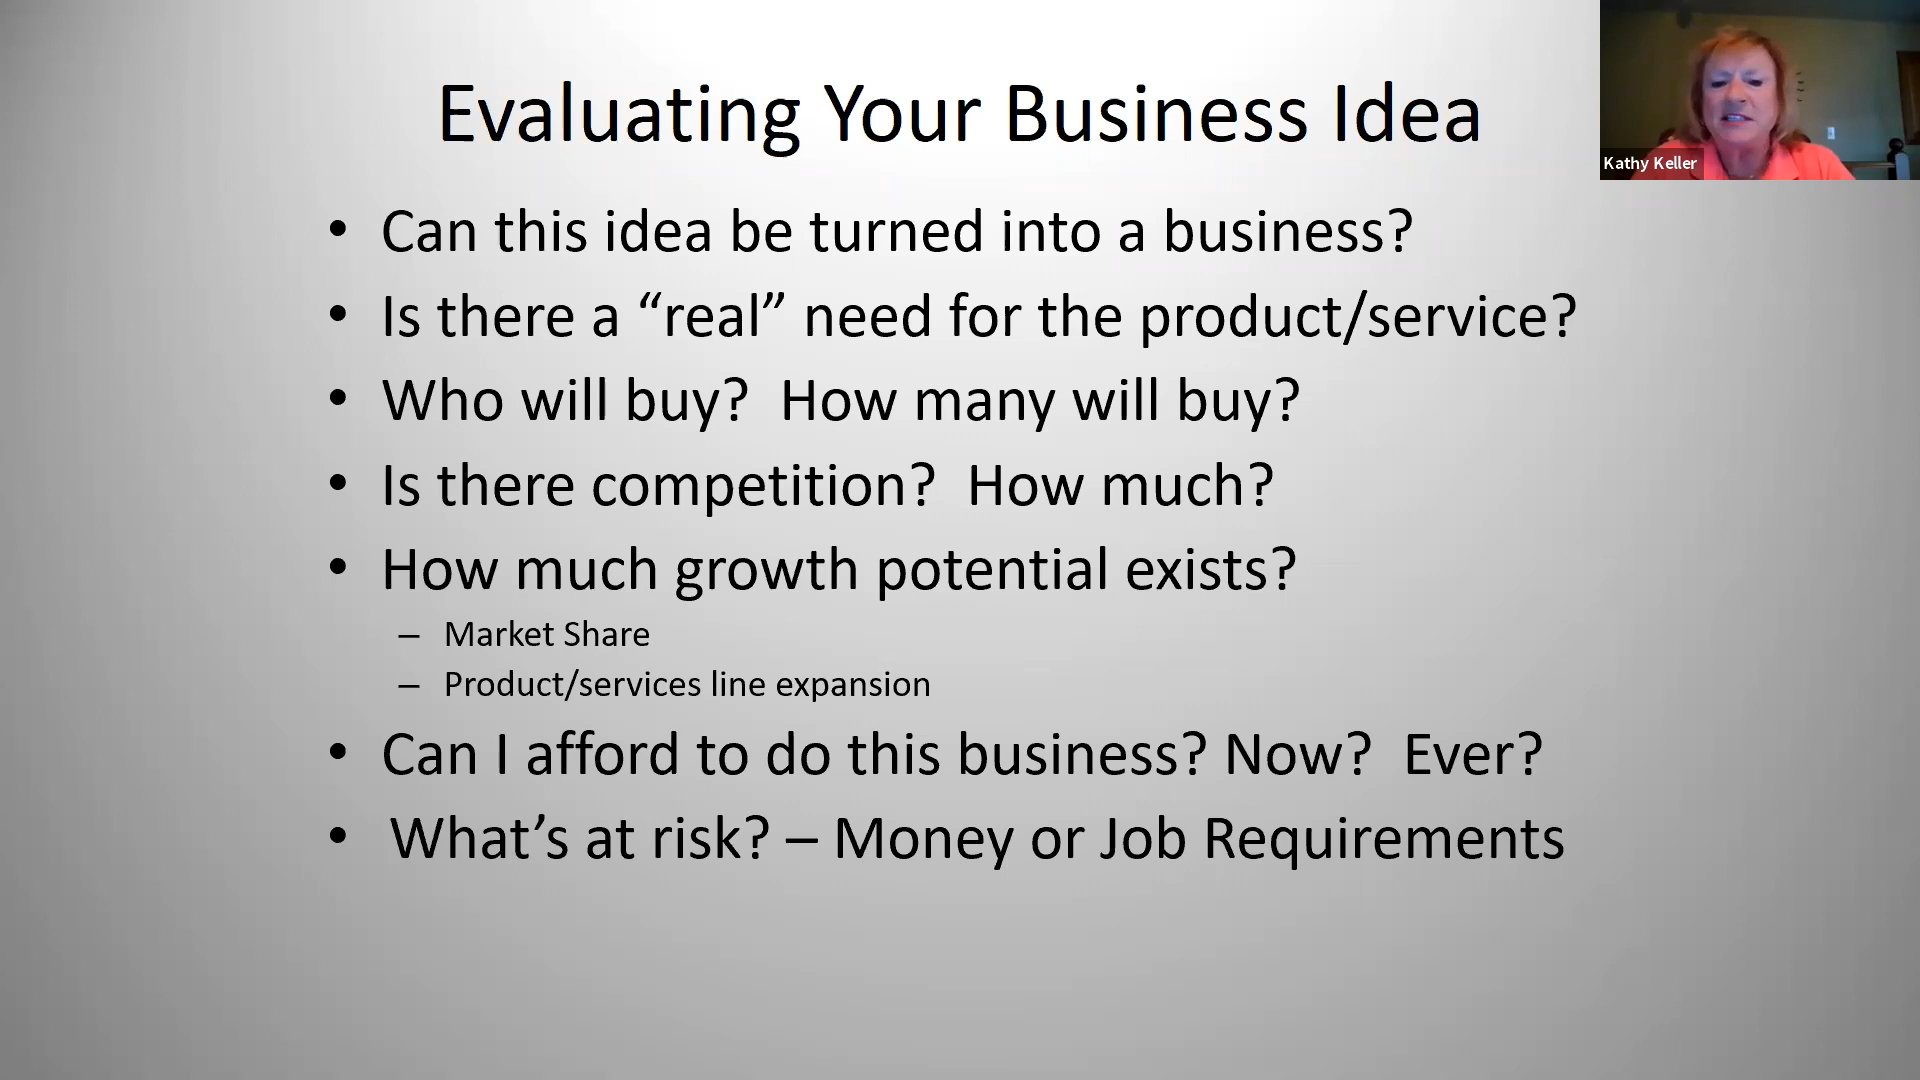 Evaluating Your Business Idea
Kathy Keller
• Can this idea be turned into a business?
• Is there a “real” need for the product/service?
• Who will buy?  How many will buy?
• Is there competition?  How much?
• How much growth potential exists?
– Market Share
– Product/services line expansion
• Can I afford to do this business? Now?  Ever?
• What’s at risk? – Money or Job Requirements